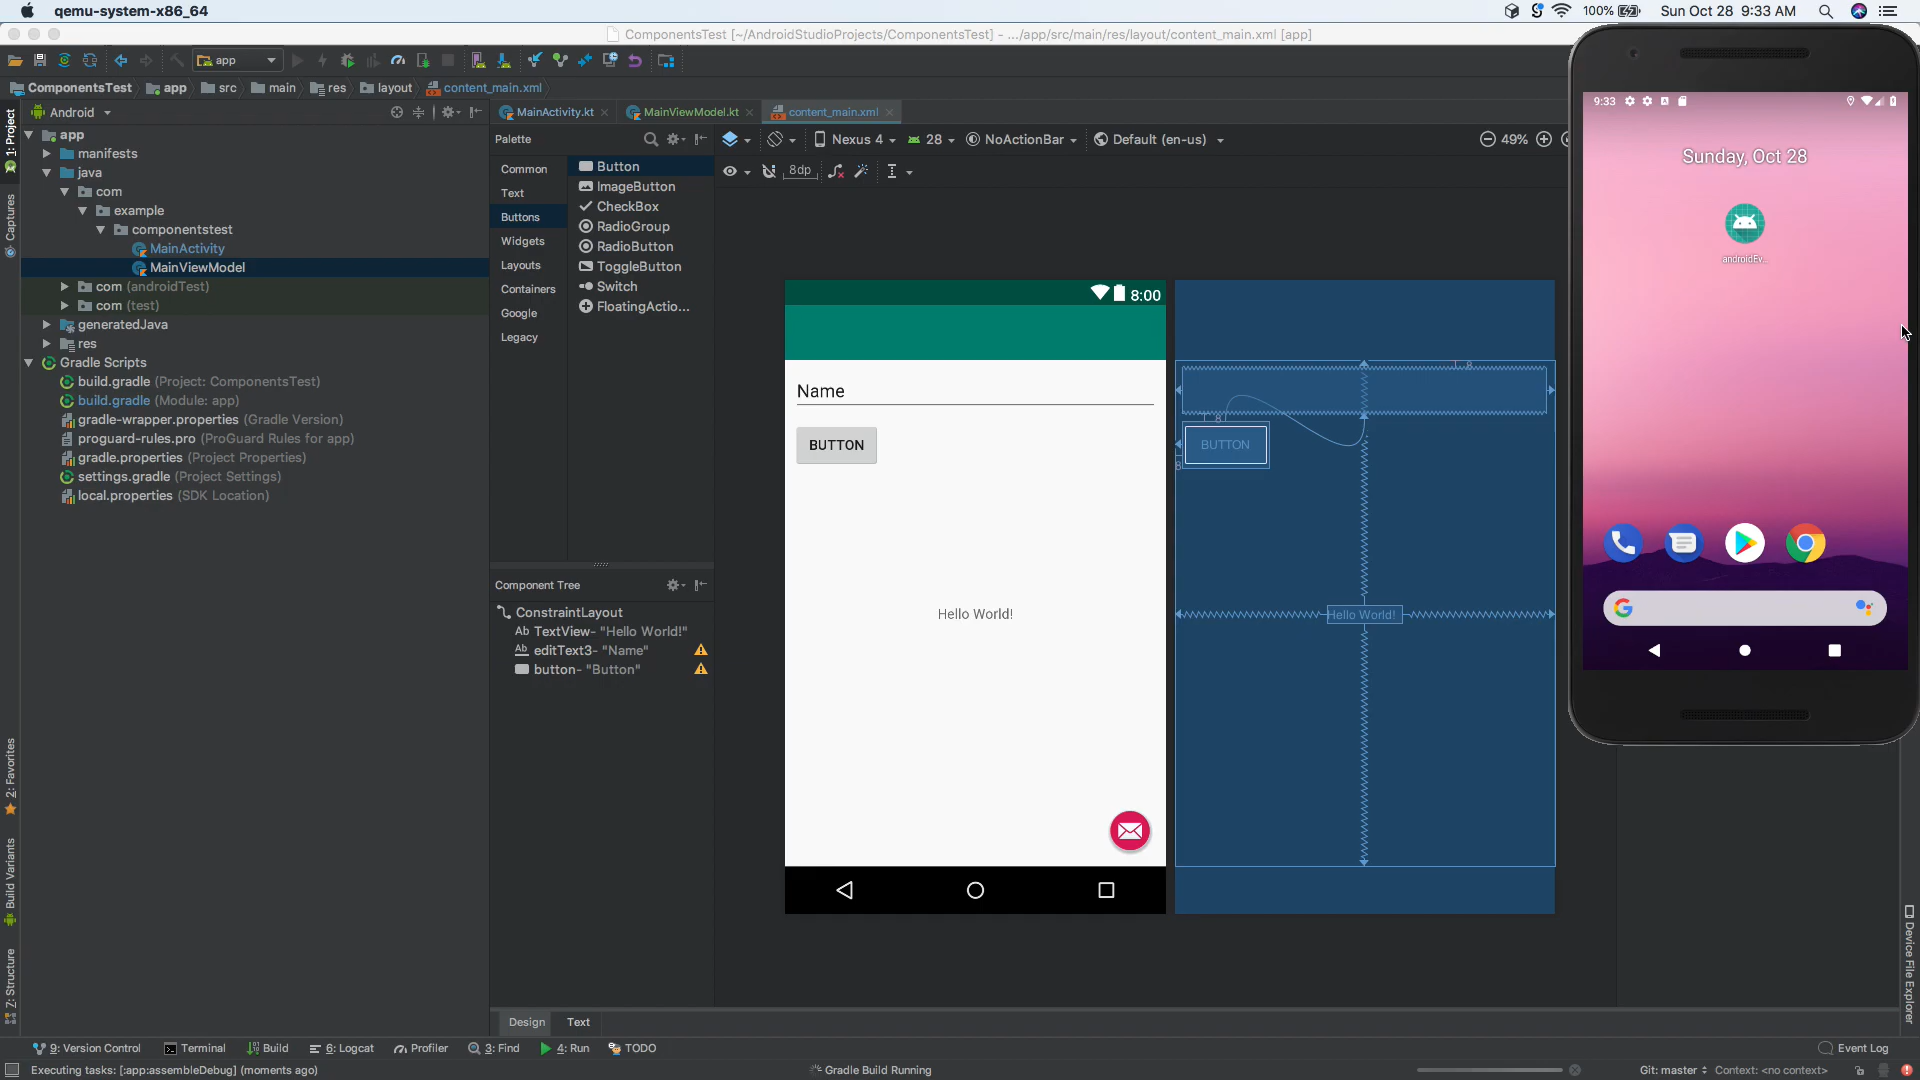 qemu-system-x86_64
100%
Sun Oct 28 9:33 AM
ComponentsTest [~/AndroidStudioProjects/ComponentsTest] - .../app/src/main/res/layout/content_main.xml [app]
app
ComponentsTest
app
src
main
res
layout
content_main.xml
1: Project
Captures
2: Favorites
Build Variants
7: Structure
Android
app
manifests
java
com
example
componentstest
MainActivity
MainViewModel
com (androidTest)
com (test)
generatedJava
res
Gradle Scripts
build.gradle (Project: ComponentsTest)
build.gradle (Module: app)
gradle-wrapper.properties (Gradle Version)
proguard-rules.pro (ProGuard Rules for app)
gradle.properties (Project Properties)
settings.gradle (Project Settings)
local.properties (SDK Location)
MainActivity.kt
MainViewModel.kt
content_main.xml
Palette
Common
Text
Buttons
Widgets
Layouts
Containers
Google
Legacy
Button
ImageButton
CheckBox
RadioGroup
RadioButton
ToggleButton
Switch
FloatingActio...
Component Tree
ConstraintLayout
Ab TextView- "Hello World!"
Ab editText3- "Name"
button- "Button"
Nexus 4
28
NoActionBar
Default (en-us)
49%
8dp
8:00
Name
BUTTON
Hello World!
8
8
8
BUTTON
Hello World!
9:33
Sunday, Oct 28
androidEv...
Device File Explorer
Design
Text
9: Version Control
Terminal
Build
6: Logcat
Profiler
3: Find
4: Run
TODO
Event Log
Executing tasks: [:app:assembleDebug] (moments ago)
Gradle Build Running
Git: master
Context: <no context>